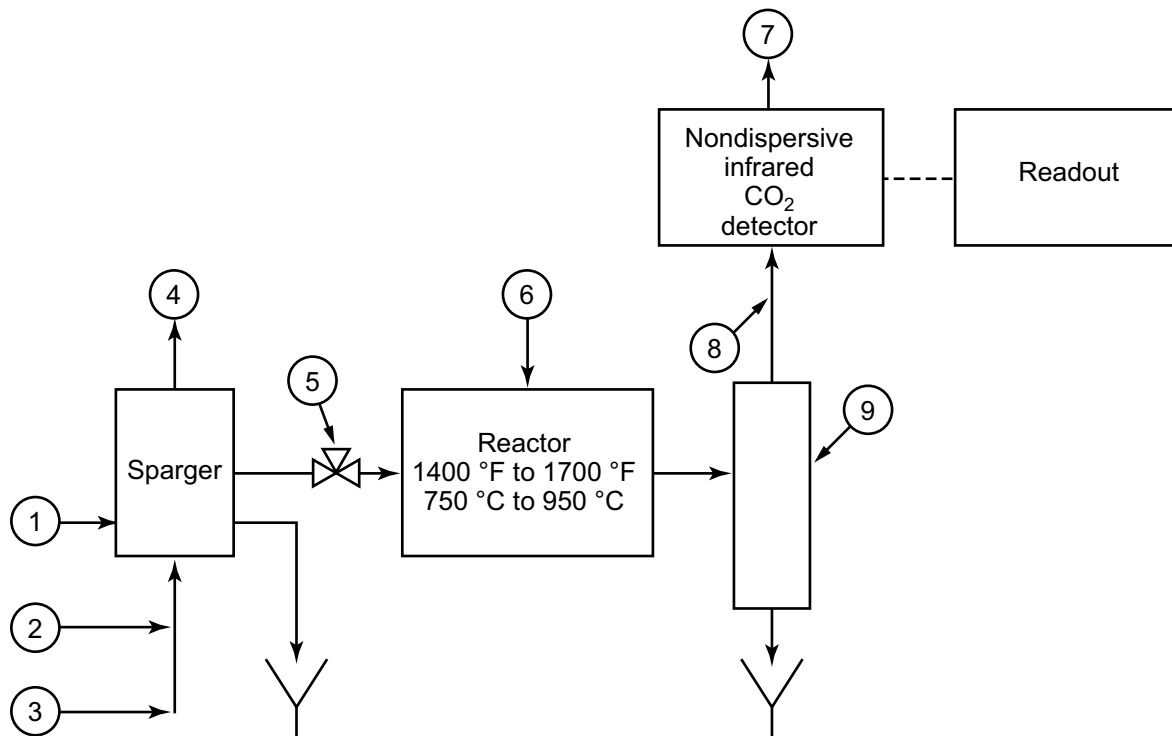 7
Nondispersive
infrared
CO₂
detector
Readout
4
6
8
5
9
Sparger
Reactor
1400 °F to 1700 °F
750 °C to 950 °C
1
2
3